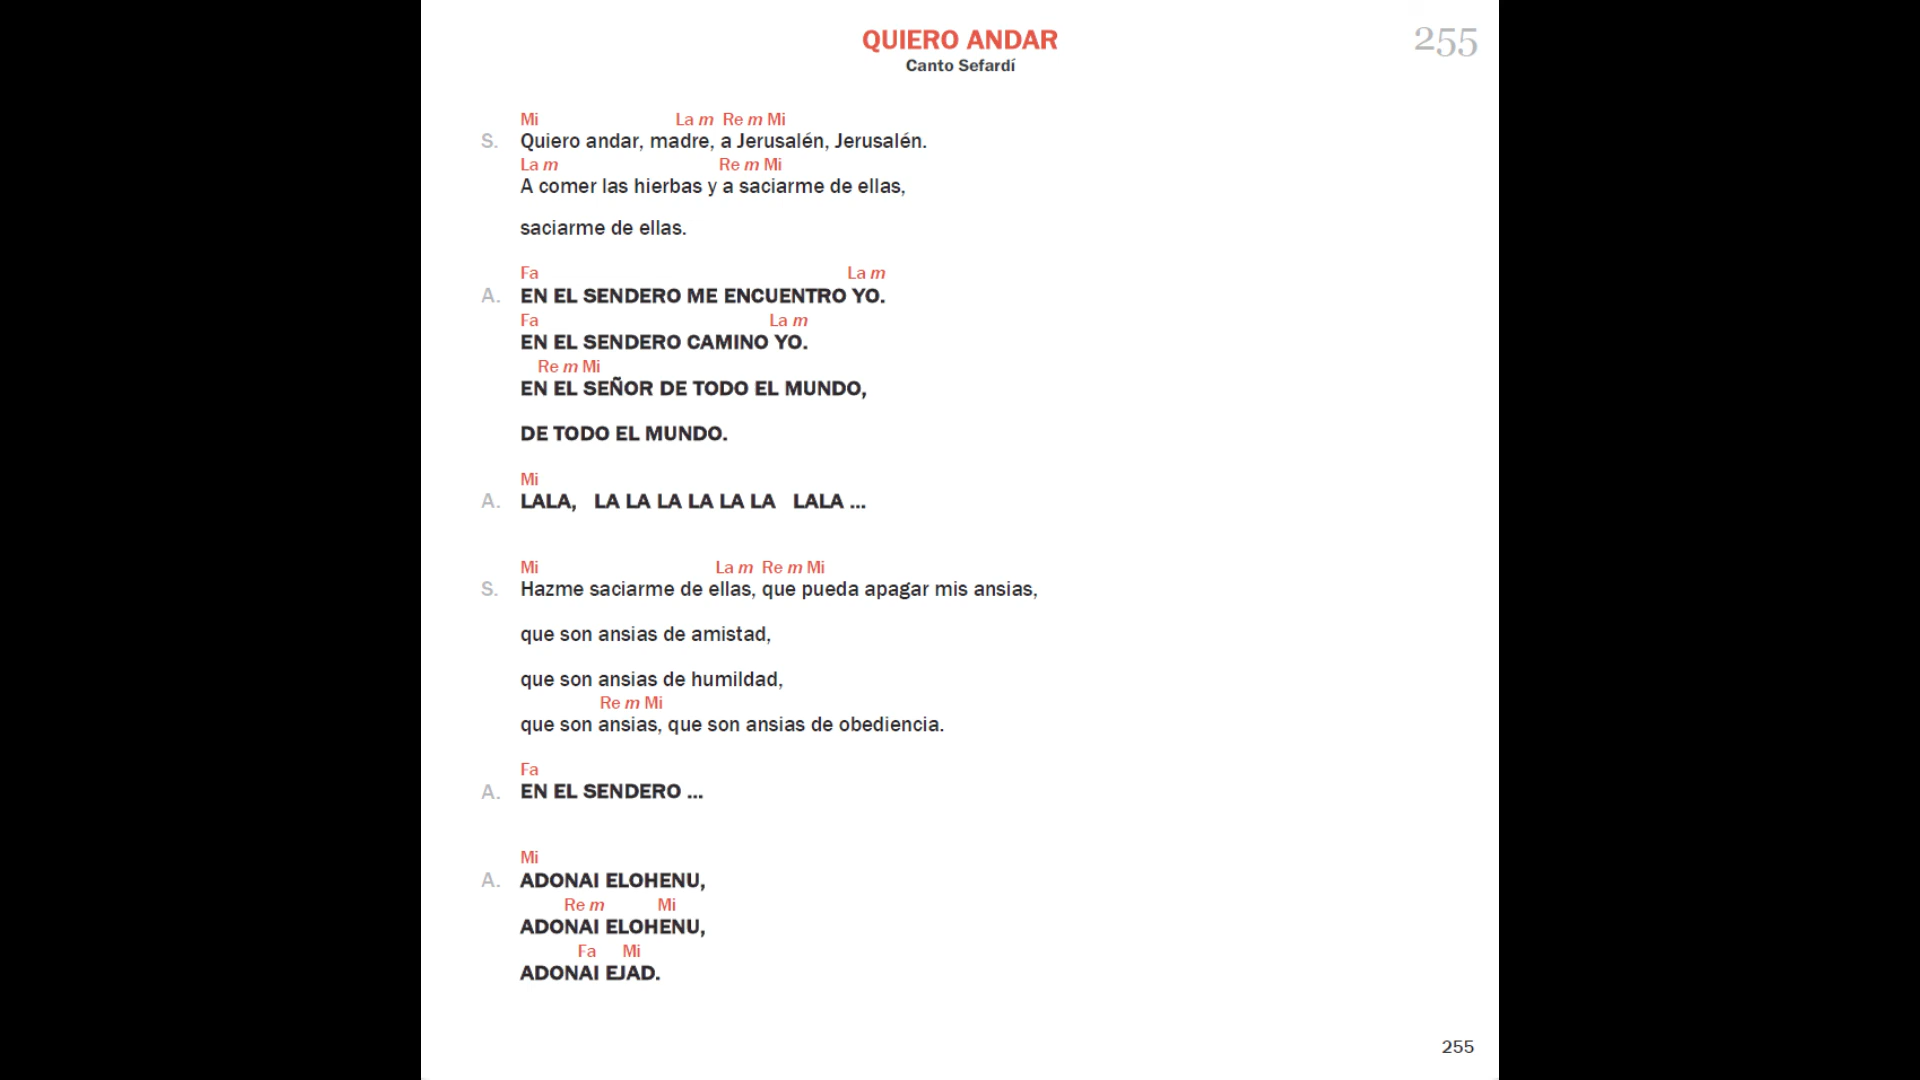 QUIERO ANDAR
255
Canto Sefardí
Mi La m Re m Mi
S. Quiero andar, madre, a Jerusalén, Jerusalén.
La m Re m Mi
A comer las hierbas y a saciarme de ellas,
saciarme de ellas.
Fa La m
A. EN EL SENDERO ME ENCUENTRO YO.
Fa La m
EN EL SENDERO CAMINO YO.
Re m Mi
EN EL SEÑOR DE TODO EL MUNDO,
DE TODO EL MUNDO.
Mi
A. LALA, LA LA LA LA LA LA LALA ...
Mi La m Re m Mi
S. Hazme saciarme de ellas, que pueda apagar mis ansias,
que son ansias de amistad,
que son ansias de humildad,
Re m Mi
que son ansias, que son ansias de obediencia.
Fa
A. EN EL SENDERO ...
Mi
A. ADONAI ELOHENU,
Re m Mi
ADONAI ELOHENU,
Fa Mi
ADONAI EJAD.
255